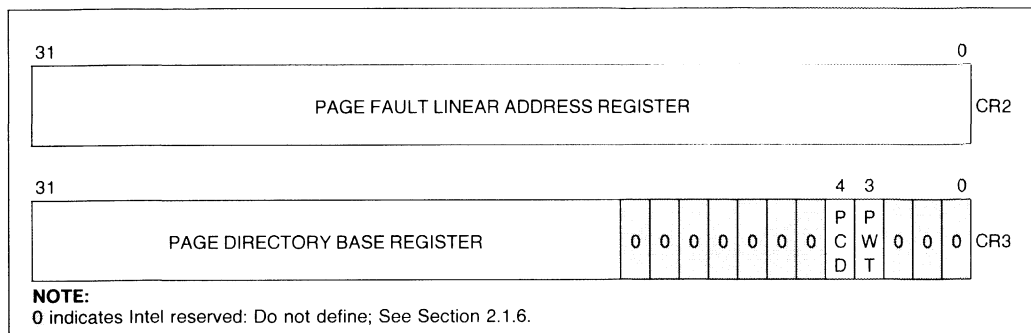 31 0
PAGE FAULT LINEAR ADDRESS REGISTER CR2
31 4 3 0
PAGE DIRECTORY BASE REGISTER 0 0 0 0 0 0 0 PCD PWT 0 0 0 CR3
NOTE:
0 indicates Intel reserved: Do not define; See Section 2.1.6.